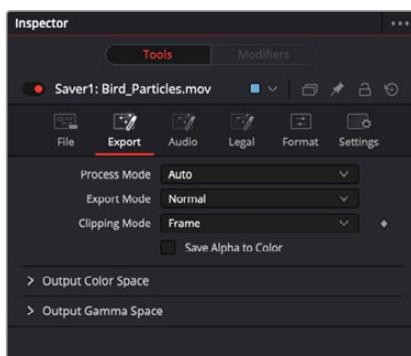 Inspector
Tools Modifiers
Saver1: Bird_Particles.mov
File Export Audio Legal Format Settings
Process Mode Auto
Export Mode Normal
Clipping Mode Frame
Save Alpha to Color
Output Color Space
Output Gamma Space